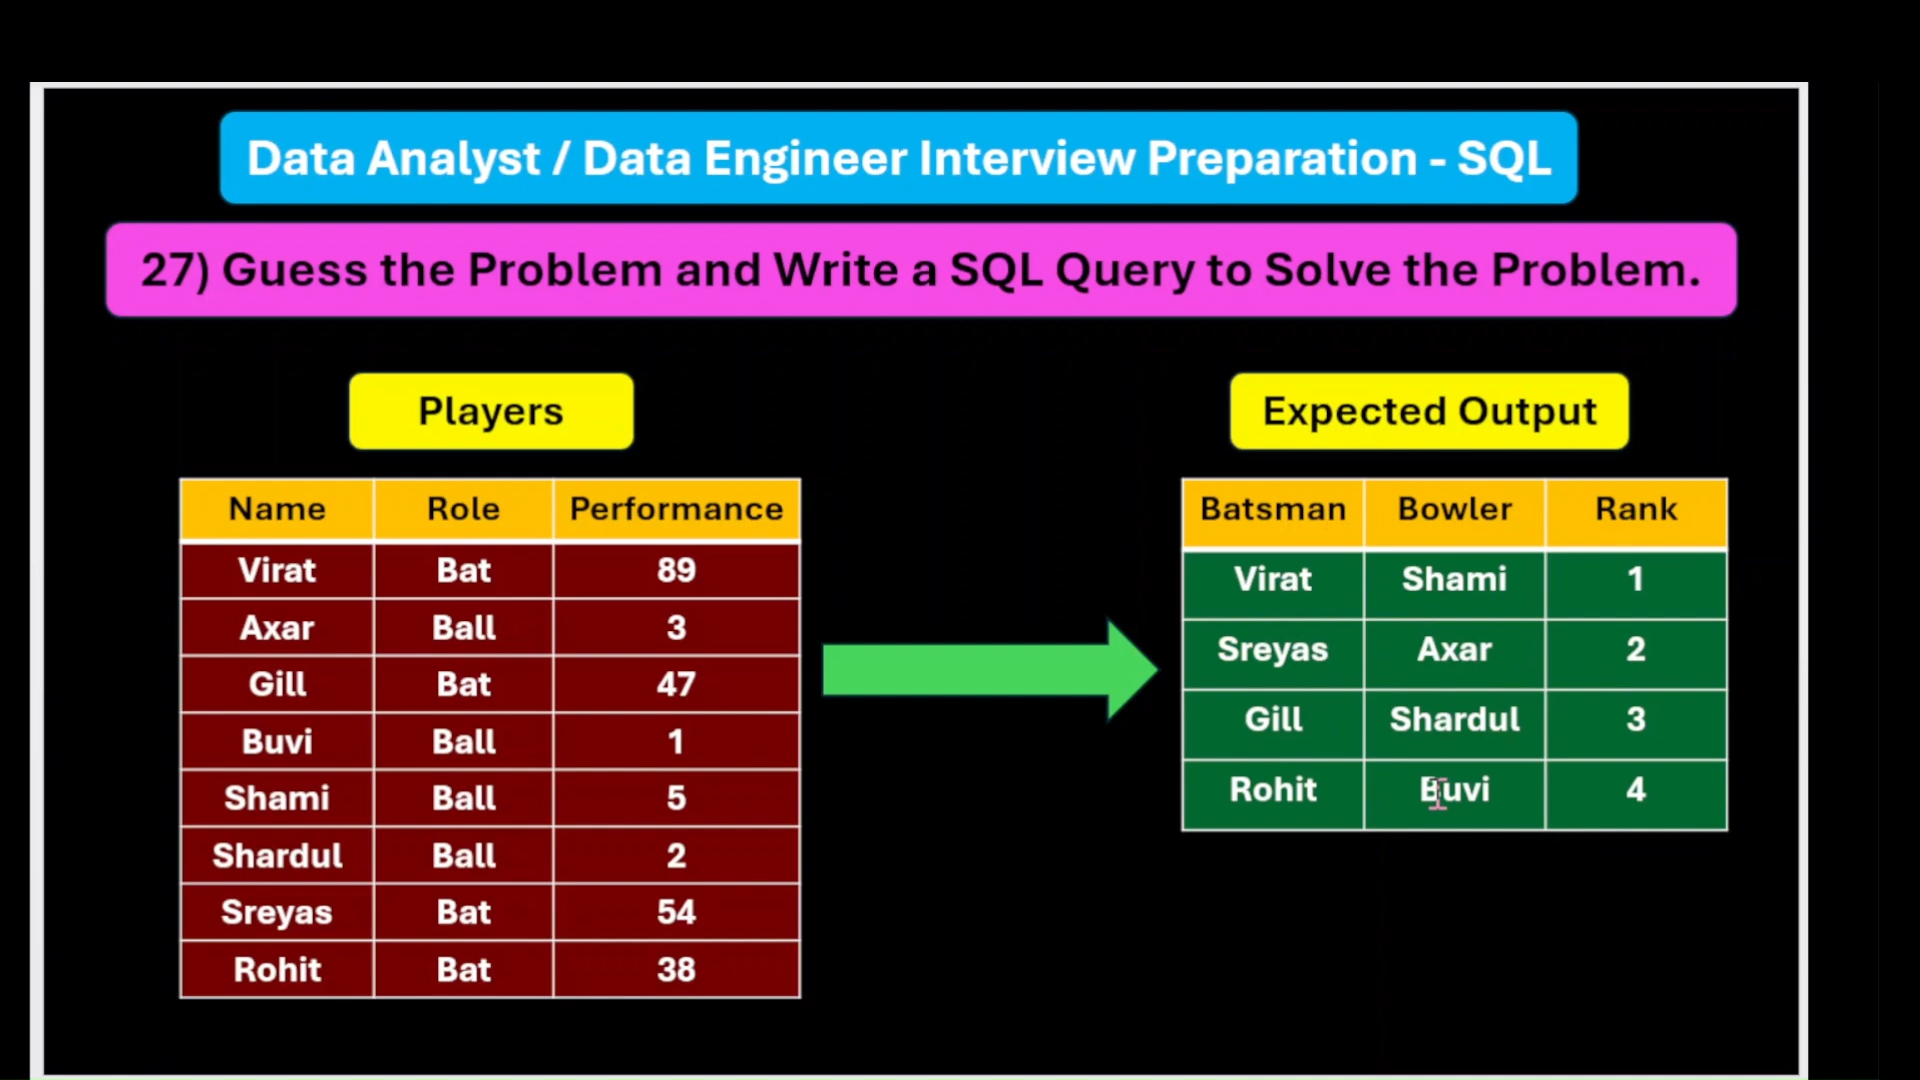 Data Analyst / Data Engineer Interview Preparation - SQL
27) Guess the Problem and Write a SQL Query to Solve the Problem.
Players
Name Role Performance
Virat Bat 89
Axar Ball 3
Gill Bat 47
Buvi Ball 1
Shami Ball 5
Shardul Ball 2
Sreyas Bat 54
Rohit Bat 38
Expected Output
Batsman Bowler Rank
Virat Shami 1
Sreyas Axar 2
Gill Shardul 3
Rohit Buvi 4